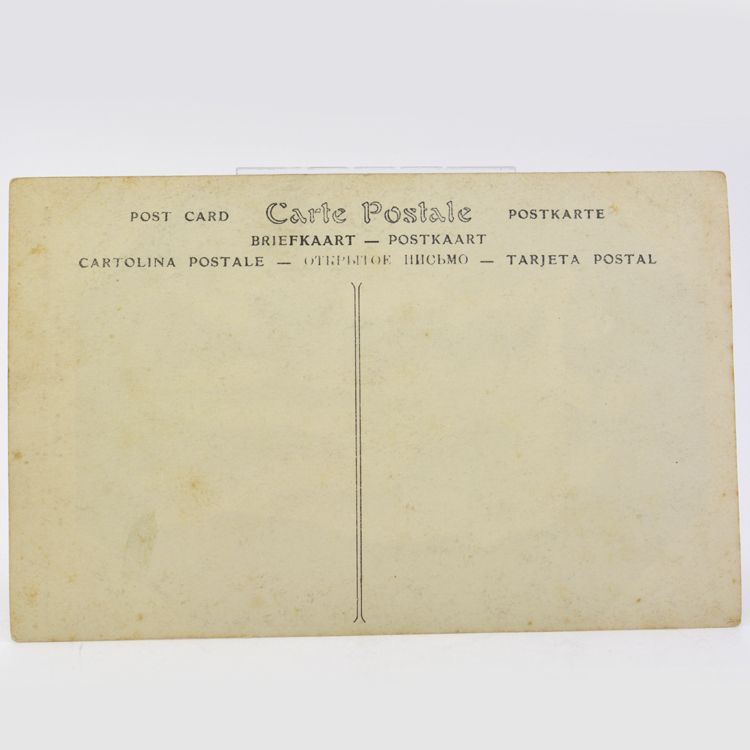 POST CARD Carte Postale POSTKARTE
BRIEFKAART — POSTKAART
CARTOLINA POSTALE — ОТКРЫТОЕ ПИСЬМО — TARJETA POSTAL